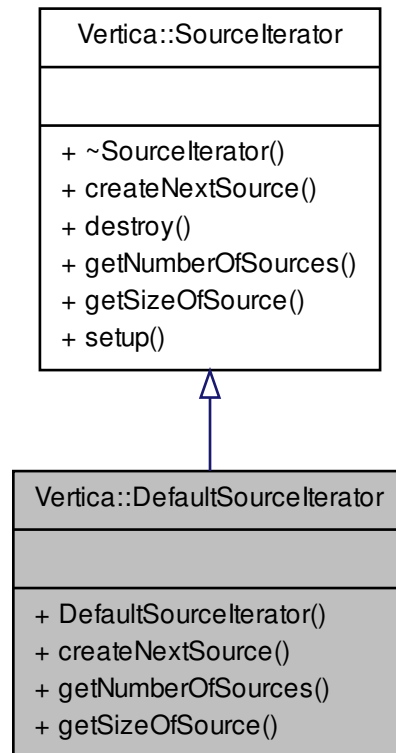 Vertica::SourceIterator
+ ~SourceIterator()
+ createNextSource()
+ destroy()
+ getNumberOfSources()
+ getSizeOfSource()
+ setup()
Vertica::DefaultSourceIterator
+ DefaultSourceIterator()
+ createNextSource()
+ getNumberOfSources()
+ getSizeOfSource()